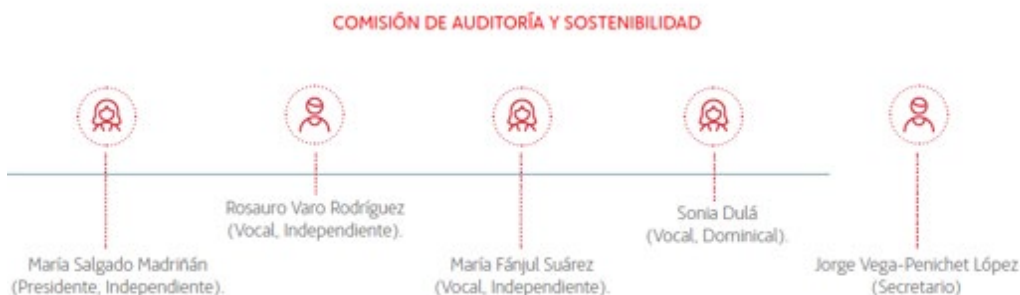 COMISIÓN DE AUDITORÍA Y SOSTENIBILIDAD
María Salgado Madriñán
(Presidente, Independiente).
Rosauro Varo Rodríguez
(Vocal, Independiente).
María Fánjul Suárez
(Vocal, Independiente).
Sonia Dulá
(Vocal, Dominical).
Jorge Vega-Penichet López
(Secretario)